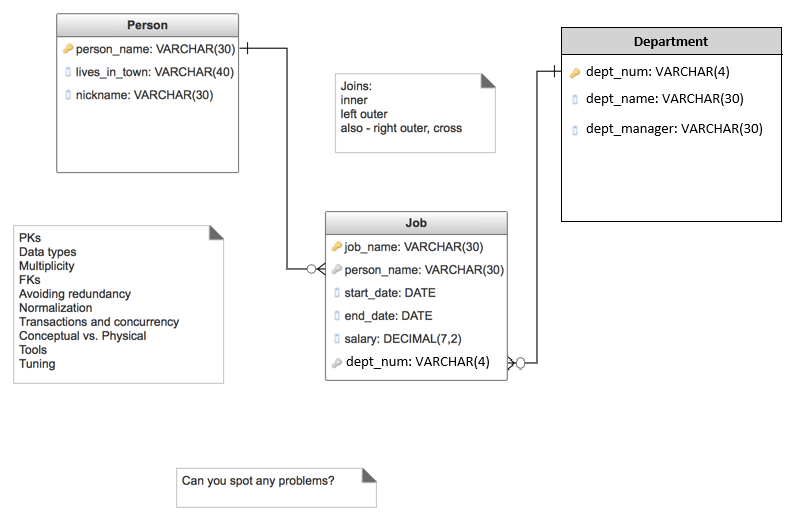 Person
person_name: VARCHAR(30)
lives_in_town: VARCHAR(40)
nickname: VARCHAR(30)
Joins:
inner
left outer
also - right outer, cross
Department
dept_num: VARCHAR(4)
dept_name: VARCHAR(30)
dept_manager: VARCHAR(30)
PKs
Data types
Multiplicity
FKs
Avoiding redundancy
Normalization
Transactions and concurrency
Conceptual vs. Physical
Tools
Tuning
Job
job_name: VARCHAR(30)
person_name: VARCHAR(30)
start_date: DATE
end_date: DATE
salary: DECIMAL(7,2)
dept_num: VARCHAR(4)
Can you spot any problems?